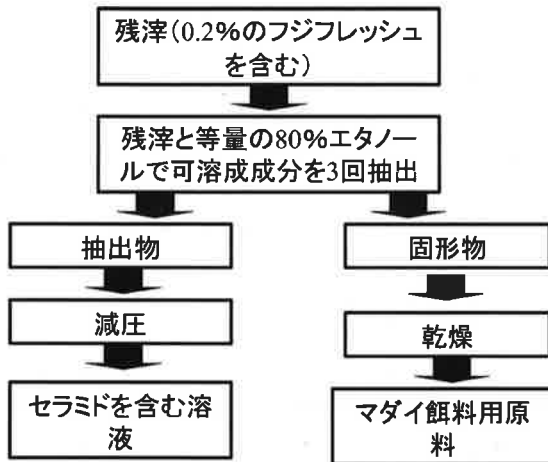 残滓（0.2%のフジフレッシュ
を含む）
残滓と等量の80%エタノー
ルで可溶成成分を3回抽出
抽出物
固形物
減圧
乾燥
セラミドを含む溶
液
マダイ餌料用原
料